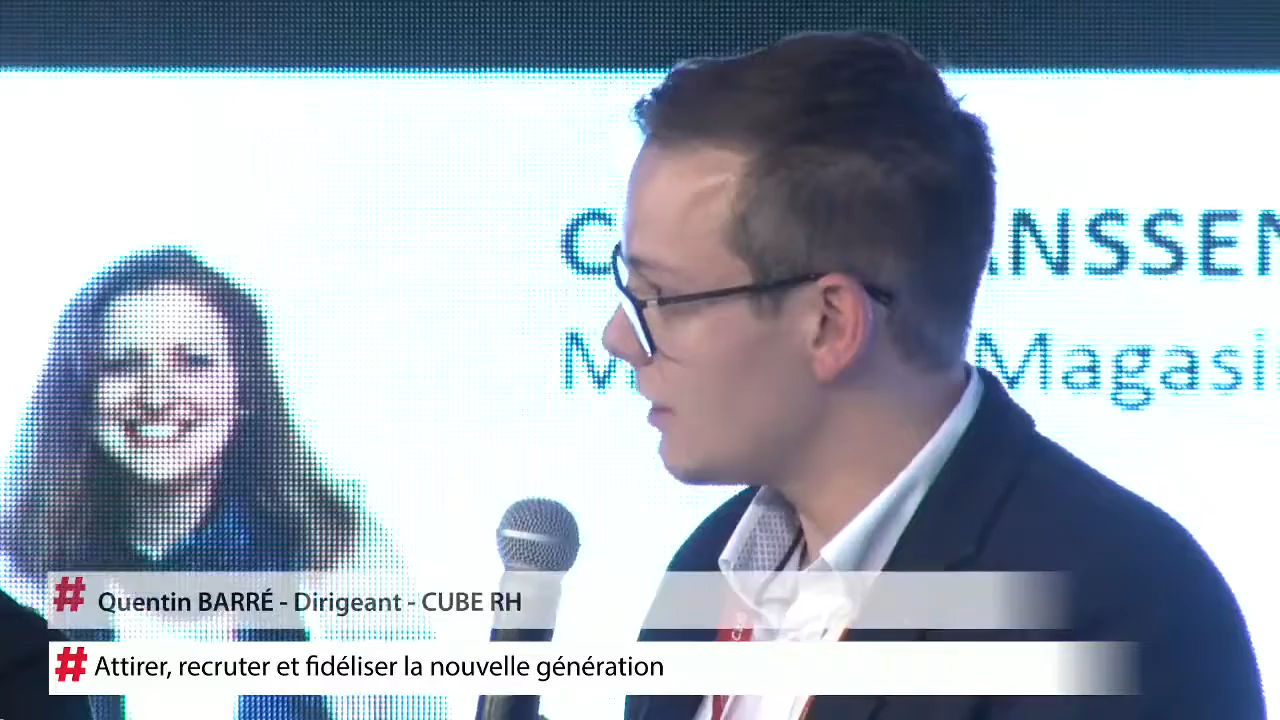 ANSSEN
Magasi
# Quentin BARRÉ - Dirigeant - CUBE RH
# Attirer, recruter et fidéliser la nouvelle génération